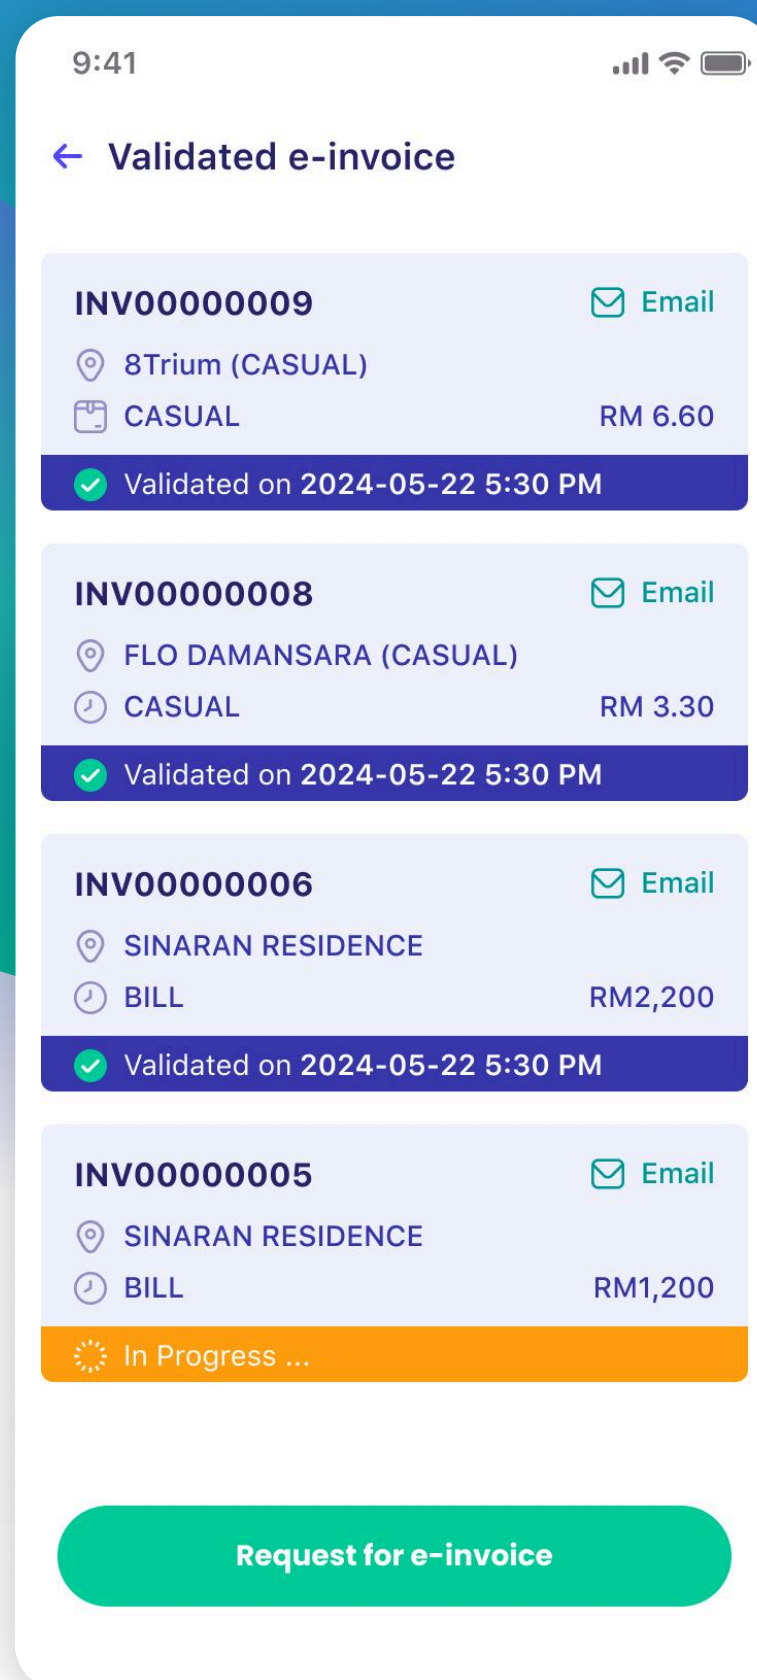 9:41
Validated e-invoice
INV00000009 Email
8Trium (CASUAL)
CASUAL RM 6.60
Validated on 2024-05-22 5:30 PM
INV00000008 Email
FLO DAMANSARA (CASUAL)
CASUAL RM 3.30
Validated on 2024-05-22 5:30 PM
INV00000006 Email
SINARAN RESIDENCE
BILL RM2,200
Validated on 2024-05-22 5:30 PM
INV00000005 Email
SINARAN RESIDENCE
BILL RM1,200
In Progress ...
Request for e-invoice